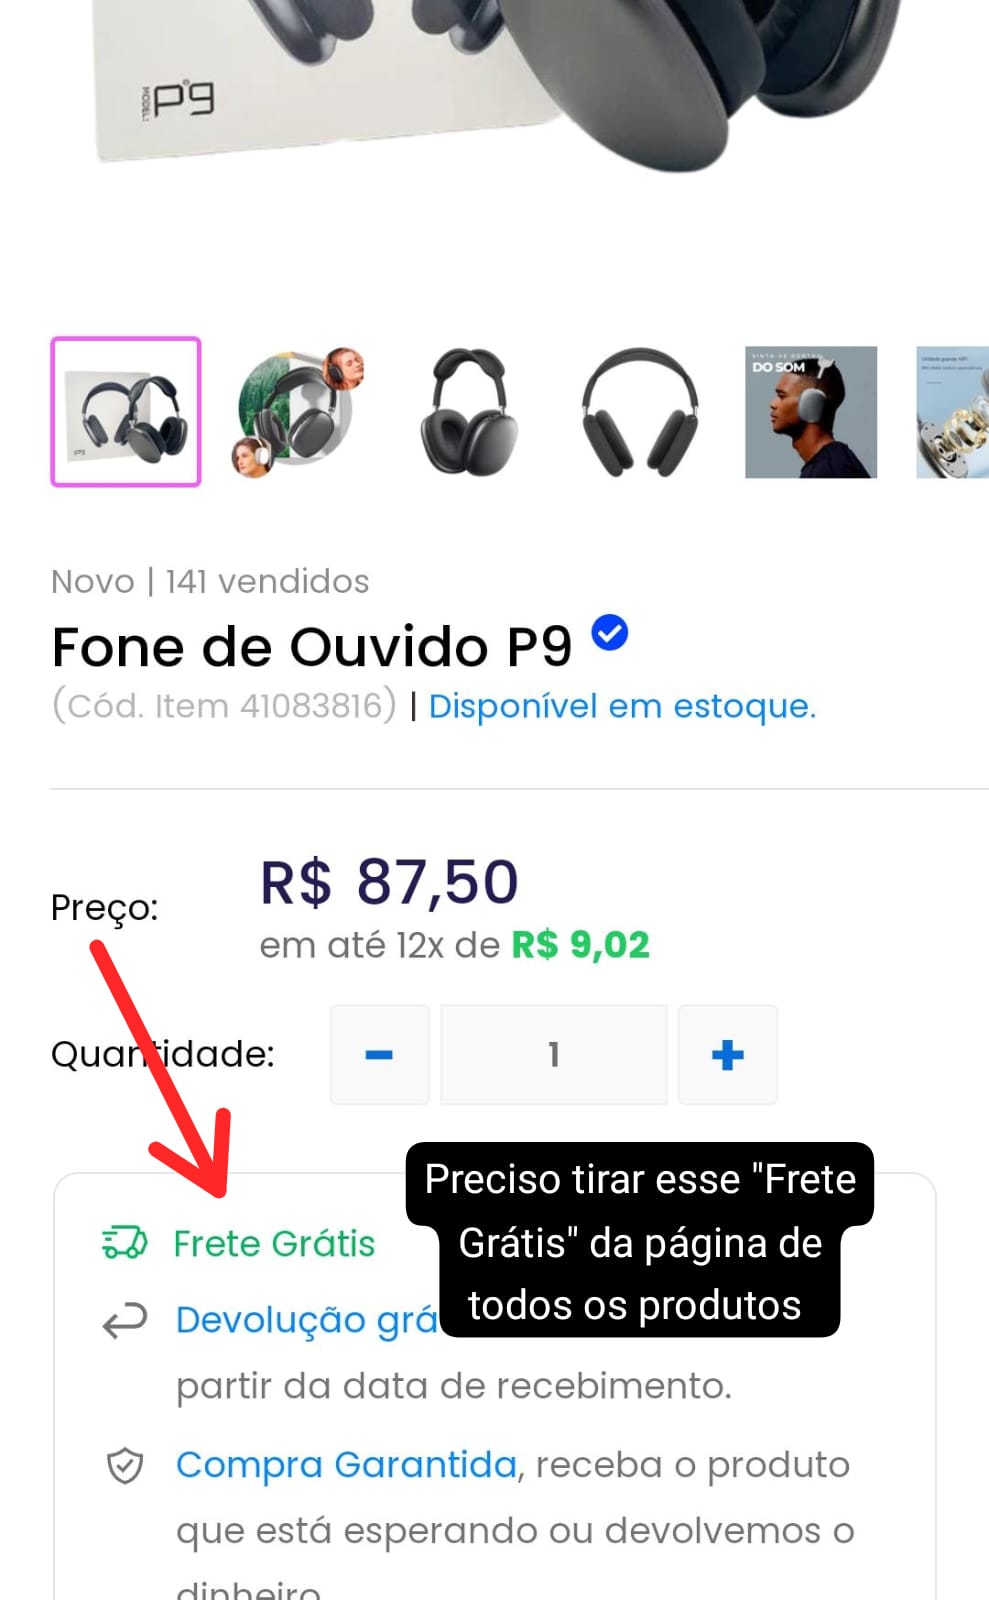 MODEL:
P9
SINTA-SE DENTRO
DO SOM
Novo | 141 vendidos
Fone de Ouvido P9
(Cód. Item 41083816) | Disponível em estoque.
Preço:
R$ 87,50
em até 12x de R$ 9,02
Quantidade:
1
Preciso tirar esse "Frete
Grátis" da página de
todos os produtos
Frete Grátis
Devolução grá
partir da data de recebimento.
Compra Garantida, receba o produto
que está esperando ou devolvemos o
dinheiro